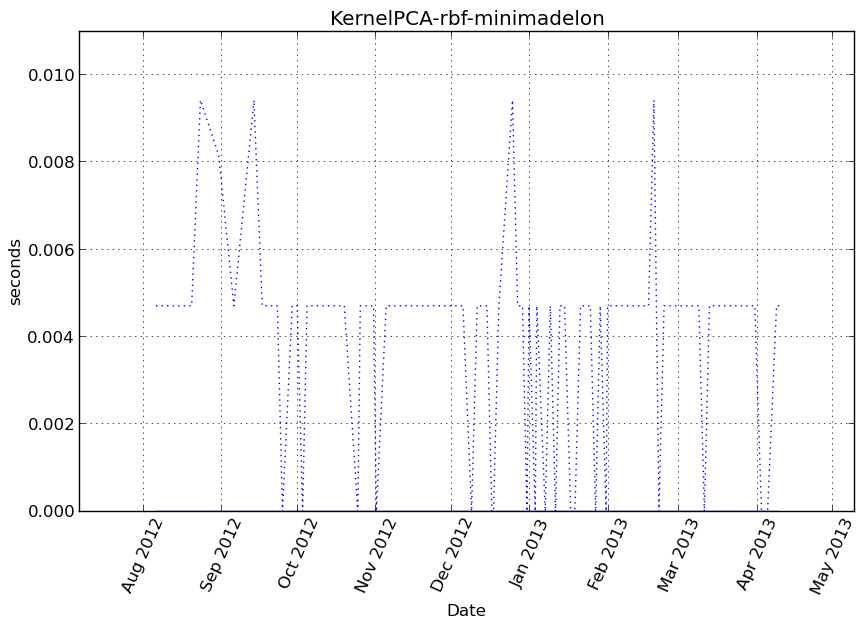 KernelPCA-rbf-minimadelon
0.010
0.008
0.006
0.004
0.002
0.000
seconds
Aug 2012
Sep 2012
Oct 2012
Nov 2012
Dec 2012
Jan 2013
Feb 2013
Mar 2013
Apr 2013
May 2013
Date